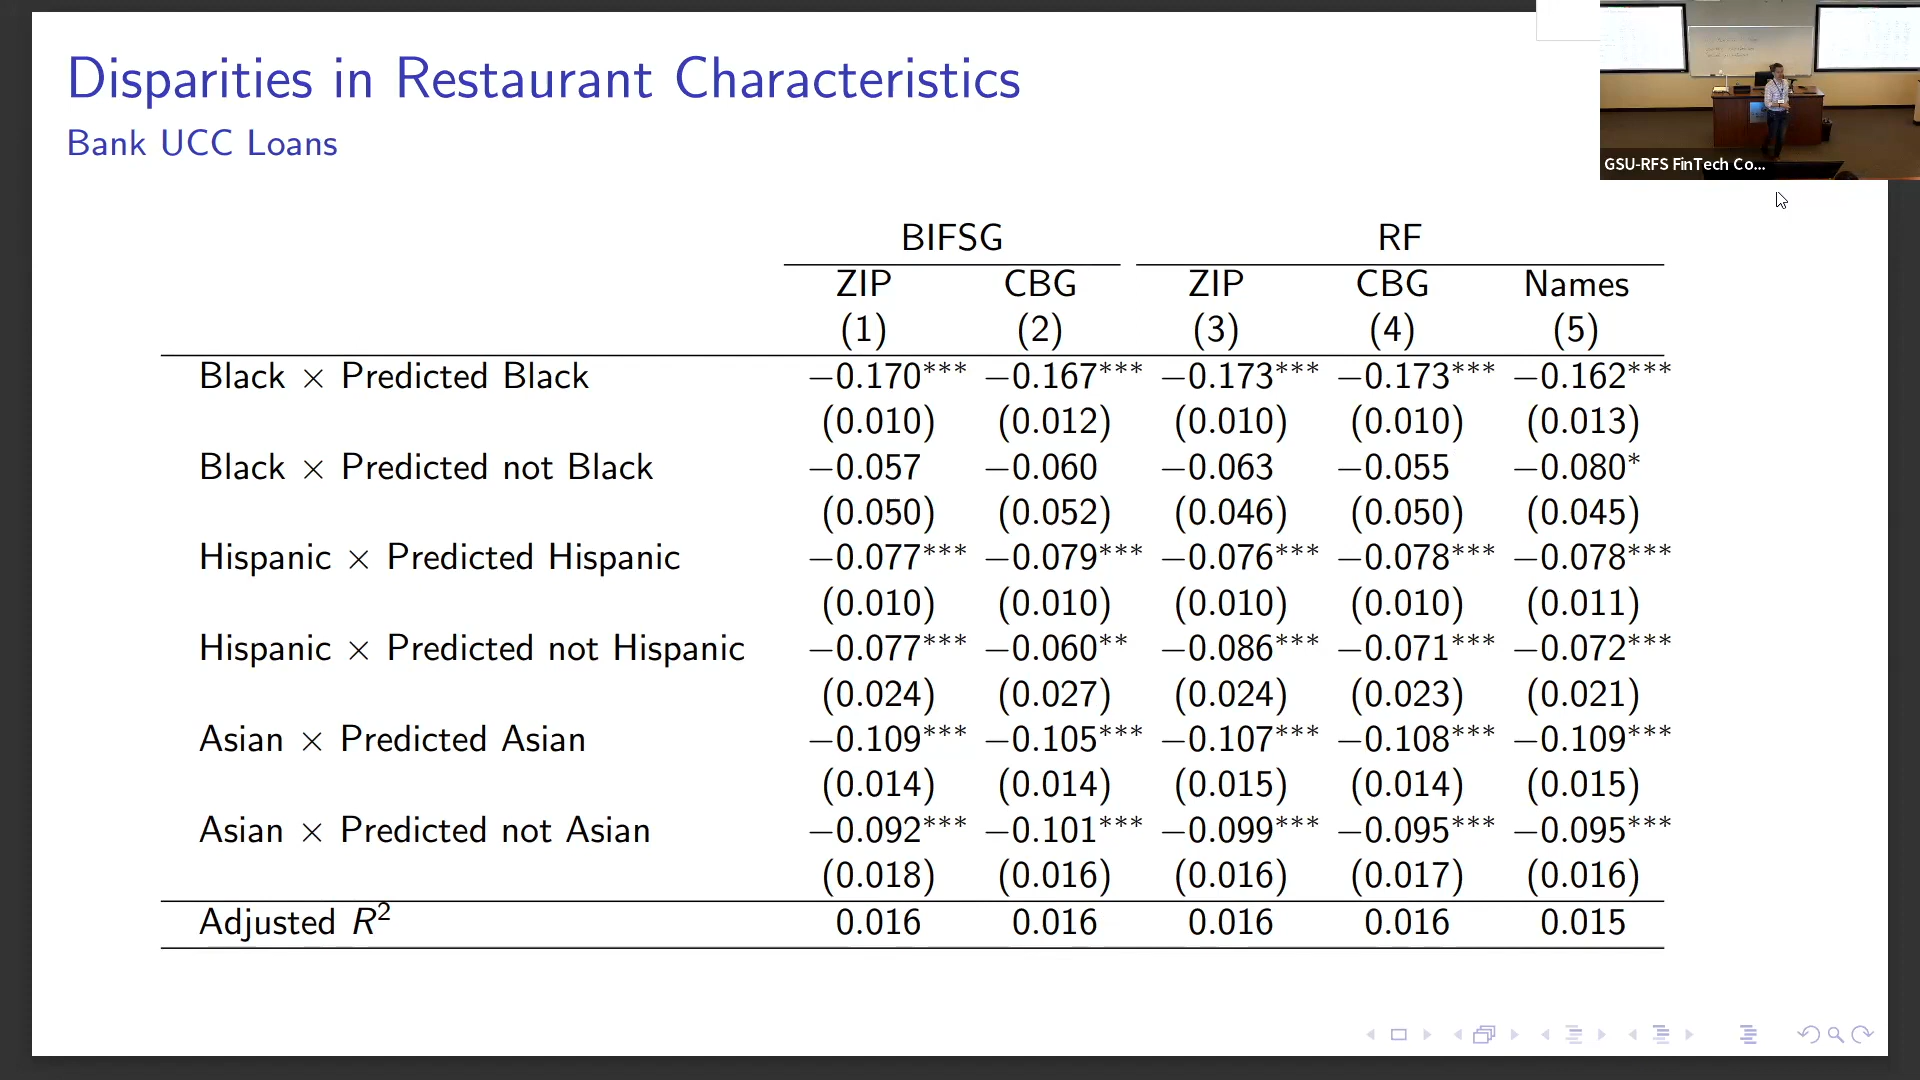 Disparities in Restaurant Characteristics
Bank UCC Loans
GSU-RFS FinTech Co...
BIFSG RF
ZIP CBG ZIP CBG Names
(1) (2) (3) (4) (5)
Black × Predicted Black −0.170*** −0.167*** −0.173*** −0.173*** −0.162***
(0.010) (0.012) (0.010) (0.010) (0.013)
Black × Predicted not Black −0.057 −0.060 −0.063 −0.055 −0.080*
(0.050) (0.052) (0.046) (0.050) (0.045)
Hispanic × Predicted Hispanic −0.077*** −0.079*** −0.076*** −0.078*** −0.078***
(0.010) (0.010) (0.010) (0.010) (0.011)
Hispanic × Predicted not Hispanic −0.077*** −0.060** −0.086*** −0.071*** −0.072***
(0.024) (0.027) (0.024) (0.023) (0.021)
Asian × Predicted Asian −0.109*** −0.105*** −0.107*** −0.108*** −0.109***
(0.014) (0.014) (0.015) (0.014) (0.015)
Asian × Predicted not Asian −0.092*** −0.101*** −0.099*** −0.095*** −0.095***
(0.018) (0.016) (0.016) (0.017) (0.016)
Adjusted R² 0.016 0.016 0.016 0.016 0.015